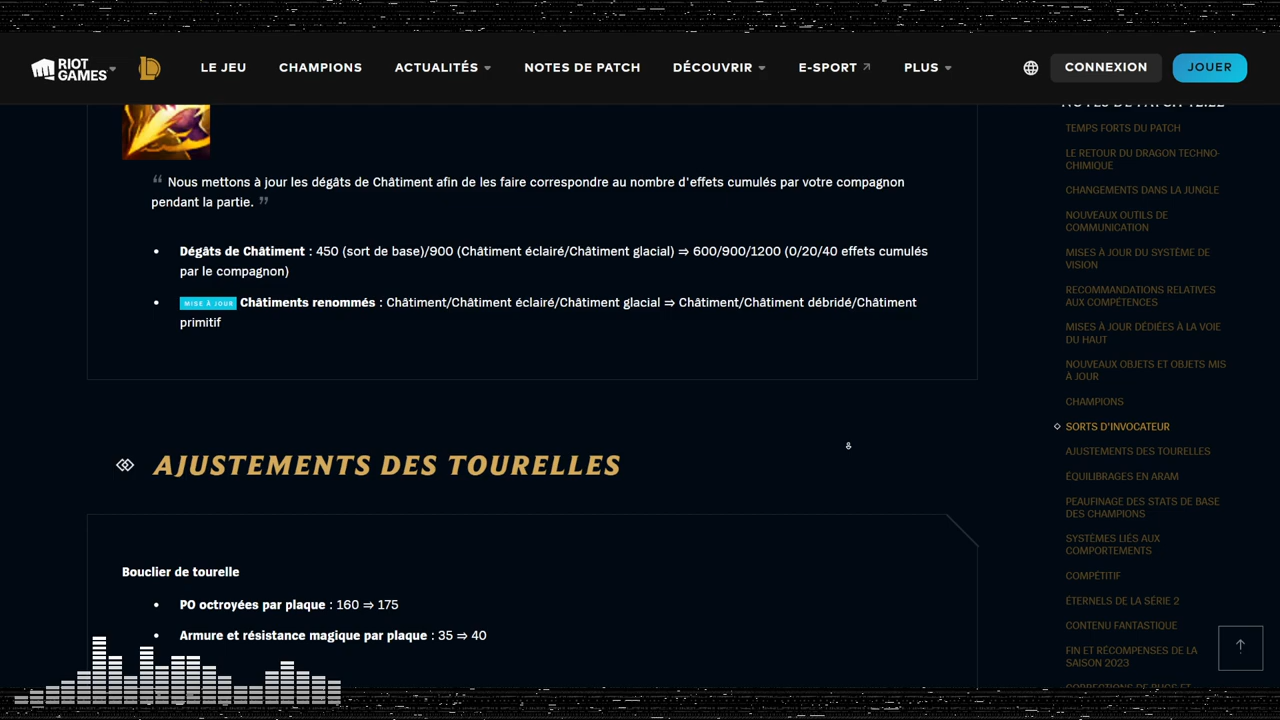 RIOT GAMES
LE JEU
CHAMPIONS
ACTUALITÉS
NOTES DE PATCH
DÉCOUVRIR
E-SPORT
PLUS
CONNEXION
JOUER
“ Nous mettons à jour les dégâts de Châtiment afin de les faire correspondre au nombre d'effets cumulés par votre compagnon
pendant la partie. ”
• Dégâts de Châtiment : 450 (sort de base)/900 (Châtiment éclairé/Châtiment glacial) ⇒ 600/900/1200 (0/20/40 effets cumulés
par le compagnon)
• MISE À JOUR Châtiments renommés : Châtiment/Châtiment éclairé/Châtiment glacial ⇒ Châtiment/Châtiment débridé/Châtiment
primitif
AJUSTEMENTS DES TOURELLES
Bouclier de tourelle
• PO octroyées par plaque : 160 ⇒ 175
• Armure et résistance magique par plaque : 35 ⇒ 40
TEMPS FORTS DU PATCH
LE RETOUR DU DRAGON TECHNO-
CHIMIQUE
CHANGEMENTS DANS LA JUNGLE
NOUVEAUX OUTILS DE
COMMUNICATION
MISES À JOUR DU SYSTÈME DE
VISION
RECOMMANDATIONS RELATIVES
AUX COMPÉTENCES
MISES À JOUR DÉDIÉES À LA VOIE
DU HAUT
NOUVEAUX OBJETS ET OBJETS MIS
À JOUR
CHAMPIONS
SORTS D'INVOCATEUR
AJUSTEMENTS DES TOURELLES
ÉQUILIBRAGES EN ARAM
PEAUFINAGE DES STATS DE BASE
DES CHAMPIONS
SYSTÈMES LIÉS AUX
COMPORTEMENTS
COMPÉTITIF
ÉTERNELS DE LA SÉRIE 2
CONTENU FANTASTIQUE
FIN ET RÉCOMPENSES DE LA
SAISON 2023